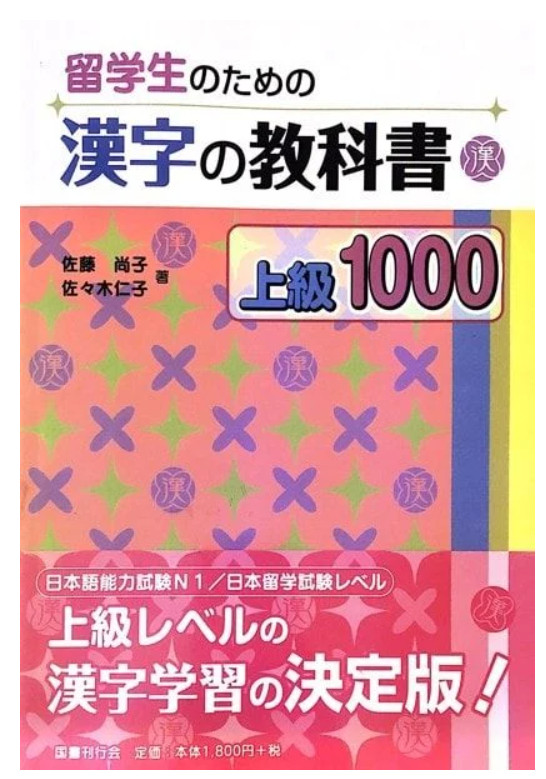 留学生のための
漢字の教科書 漢
上級1000
佐藤 尚子
佐々木仁子 著
日本語能力試験N1/日本留学試験レベル
上級レベルの
漢字学習の決定版!
国書刊行会 定価:本体1,800円+税